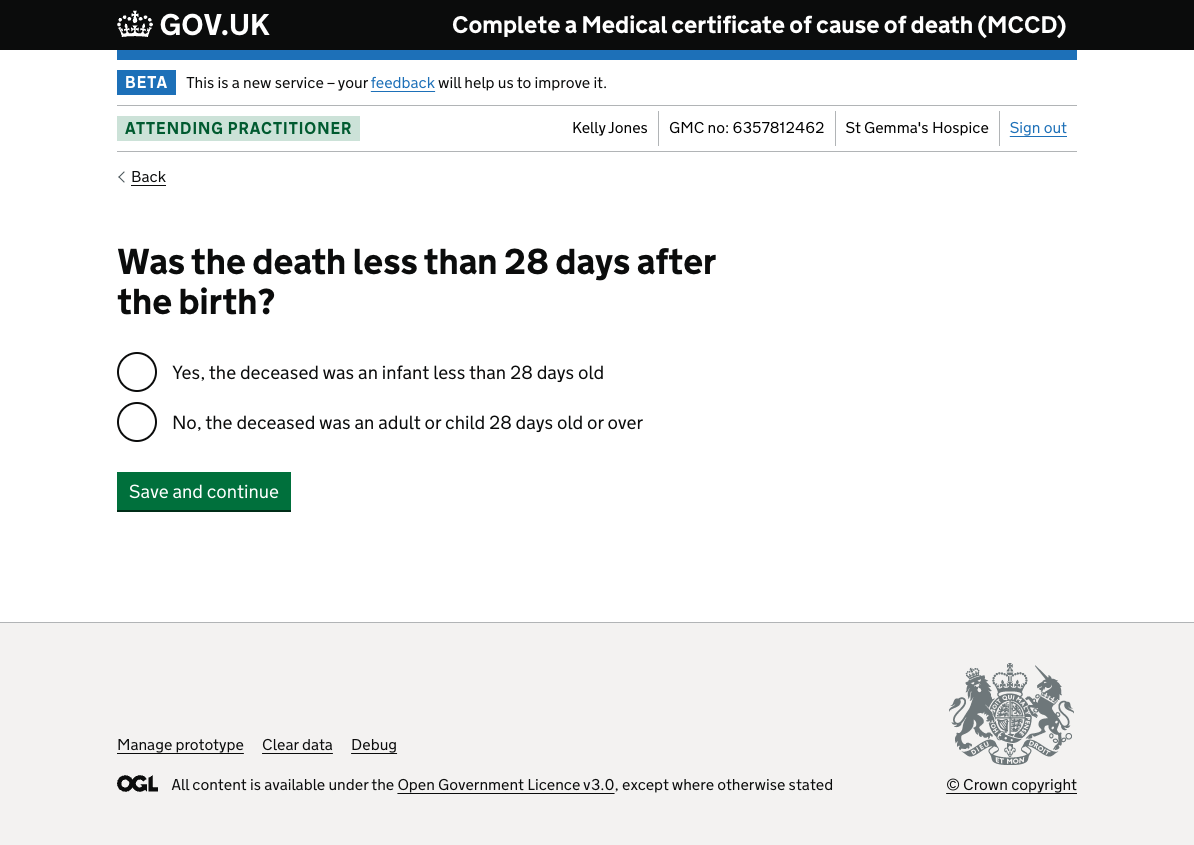 GOV.UK
Complete a Medical certificate of cause of death (MCCD)
BETA This is a new service – your feedback will help us to improve it.
ATTENDING PRACTITIONER
Kelly Jones GMC no: 6357812462 St Gemma's Hospice Sign out
Back
Was the death less than 28 days after
the birth?
Yes, the deceased was an infant less than 28 days old
No, the deceased was an adult or child 28 days old or over
Save and continue
Manage prototype Clear data Debug
OGL All content is available under the Open Government Licence v3.0, except where otherwise stated
DIEU ET MON DROIT
© Crown copyright